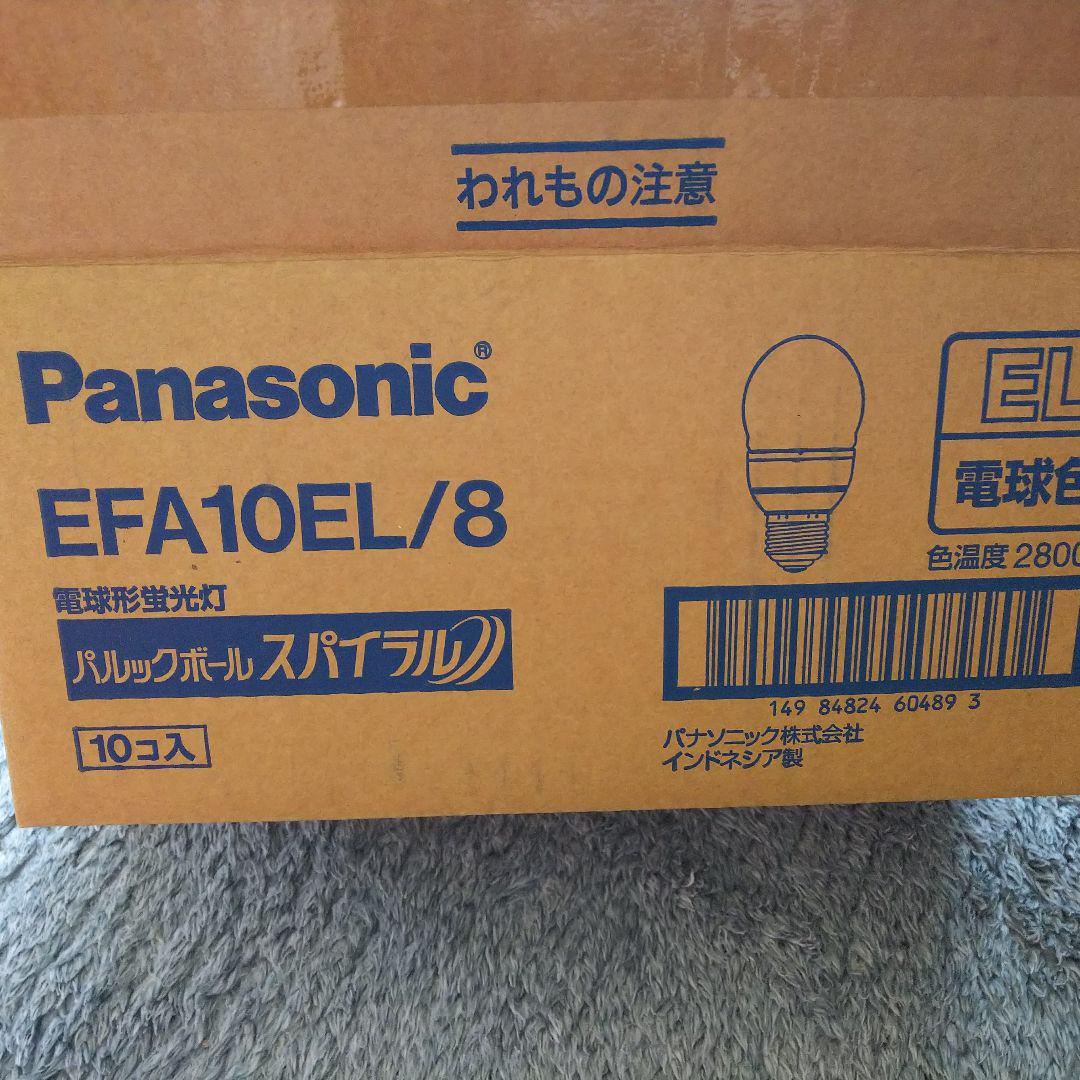 われもの注意
Panasonic®
EFA10EL/8
電球形蛍光灯
パルックボール スパイラル
10コ入
EL
電球色
色温度 2800
149 84824 60489 3
パナソニック株式会社
インドネシア製